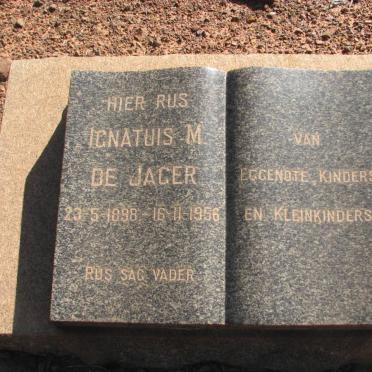 HIER RUS
IGNATUIS M
DE JAGER
23-5-1898-16-11-1956
RUS SAG VADER
VAN
EGGENOTE, KINDERS
EN KLEINKINDERS